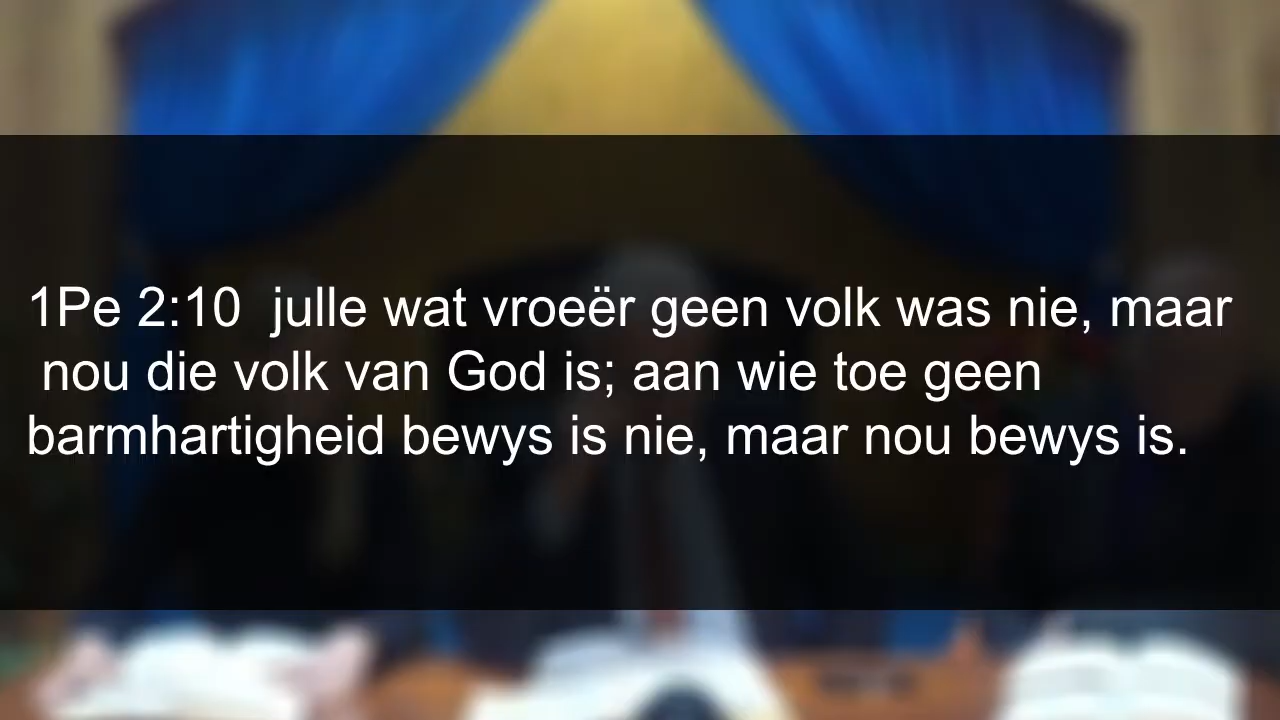 1Pe 2:10  julle wat vroeër geen volk was nie, maar
nou die volk van God is; aan wie toe geen
barmhartigheid bewys is nie, maar nou bewys is.